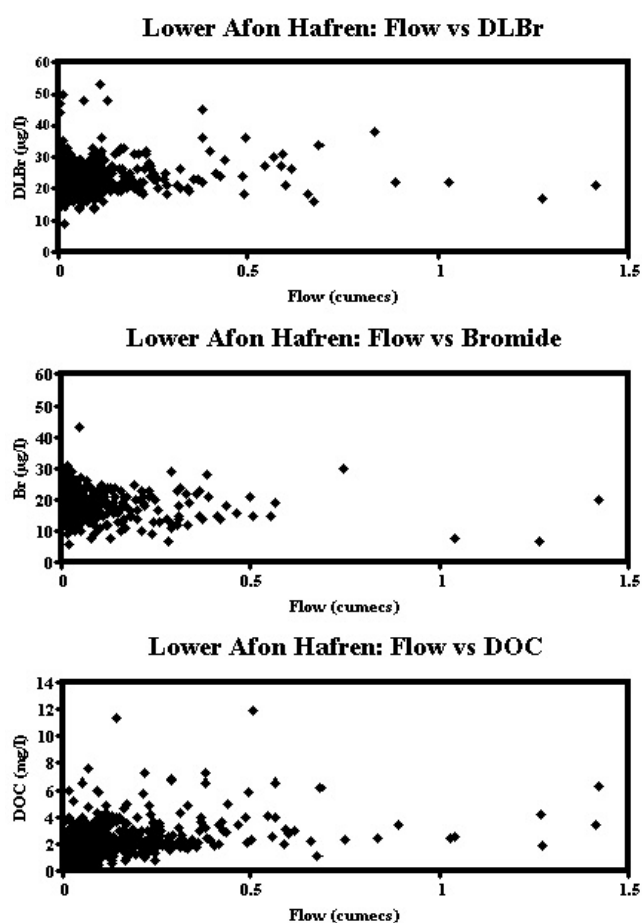 Lower Afon Hafren: Flow vs DLBr
60
50
40
30
20
10
0
DLBr (µg/l)
0 0.5 1 1.5
Flow (cumecs)
Lower Afon Hafren: Flow vs Bromide
60
50
40
30
20
10
0
Br (µg/l)
0 0.5 1 1.5
Flow (cumecs)
Lower Afon Hafren: Flow vs DOC
14
12
10
8
6
4
2
0
DOC (mg/l)
0 0.5 1 1.5
Flow (cumecs)